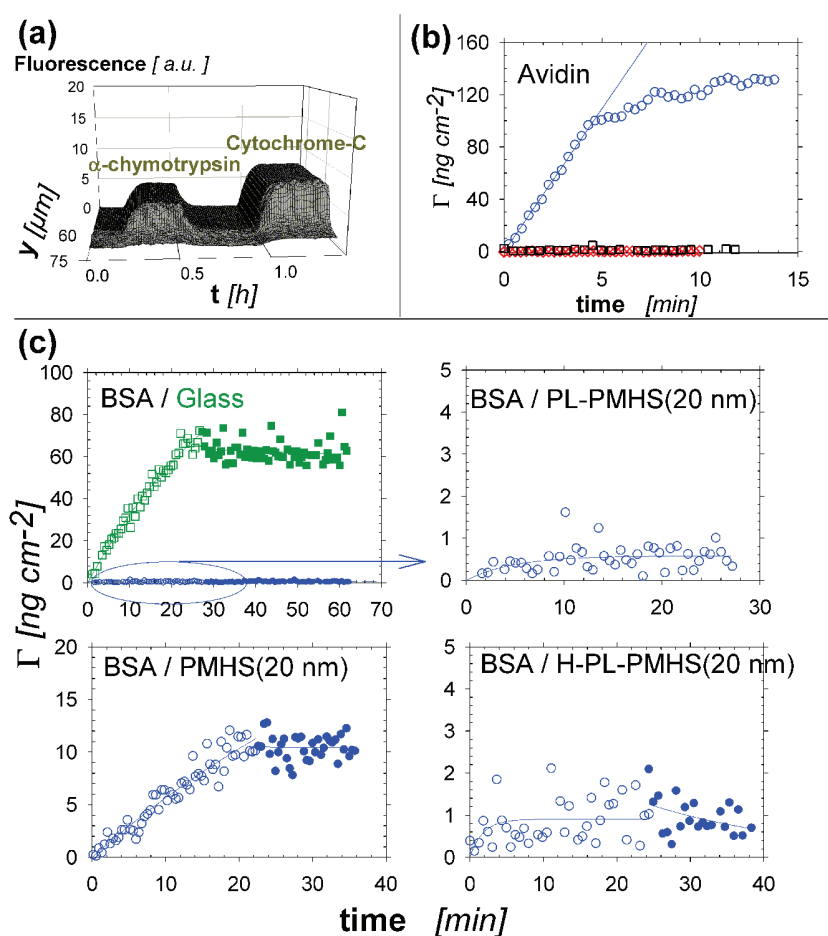 (a)
Fluorescence [ a.u. ]
20
15
10
5
0
60
75
y [µm]
α-chymotrypsin
Cytochrome-C
0.0
0.5
1.0
t [h]
(b)
Avidin
Γ [ng cm-2]
160
120
80
40
0
0
5
10
15
time [min]
(c)
Γ [ng cm-2]
BSA / Glass
100
80
60
40
20
0
0 10 20 30 40 50 60 70
BSA / PL-PMHS(20 nm)
5
4
3
2
1
0
0 10 20 30
BSA / PMHS(20 nm)
20
15
10
5
0
0 10 20 30 40
BSA / H-PL-PMHS(20 nm)
5
4
3
2
1
0
0 10 20 30 40
time [min]